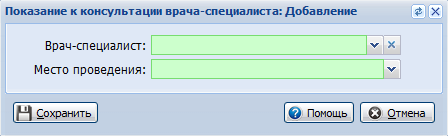 Показание к консультации врача-специалиста: Добавление
Врач-специалист:
Место проведения:
Сохранить
Помощь
Отмена